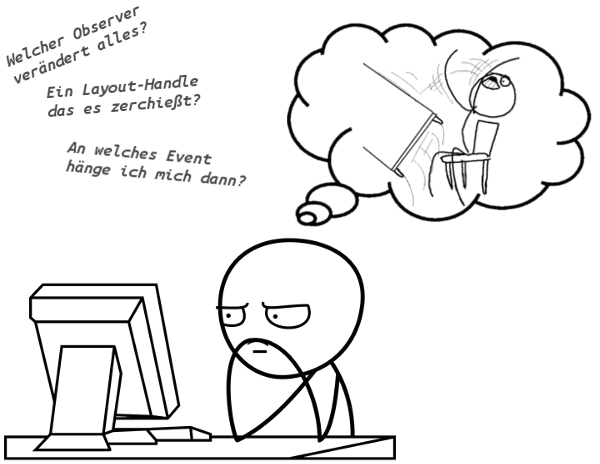 Welcher Observer
verändert alles?
Ein Layout-Handle
das es zerchießt?
An welches Event
hänge ich mich dann?